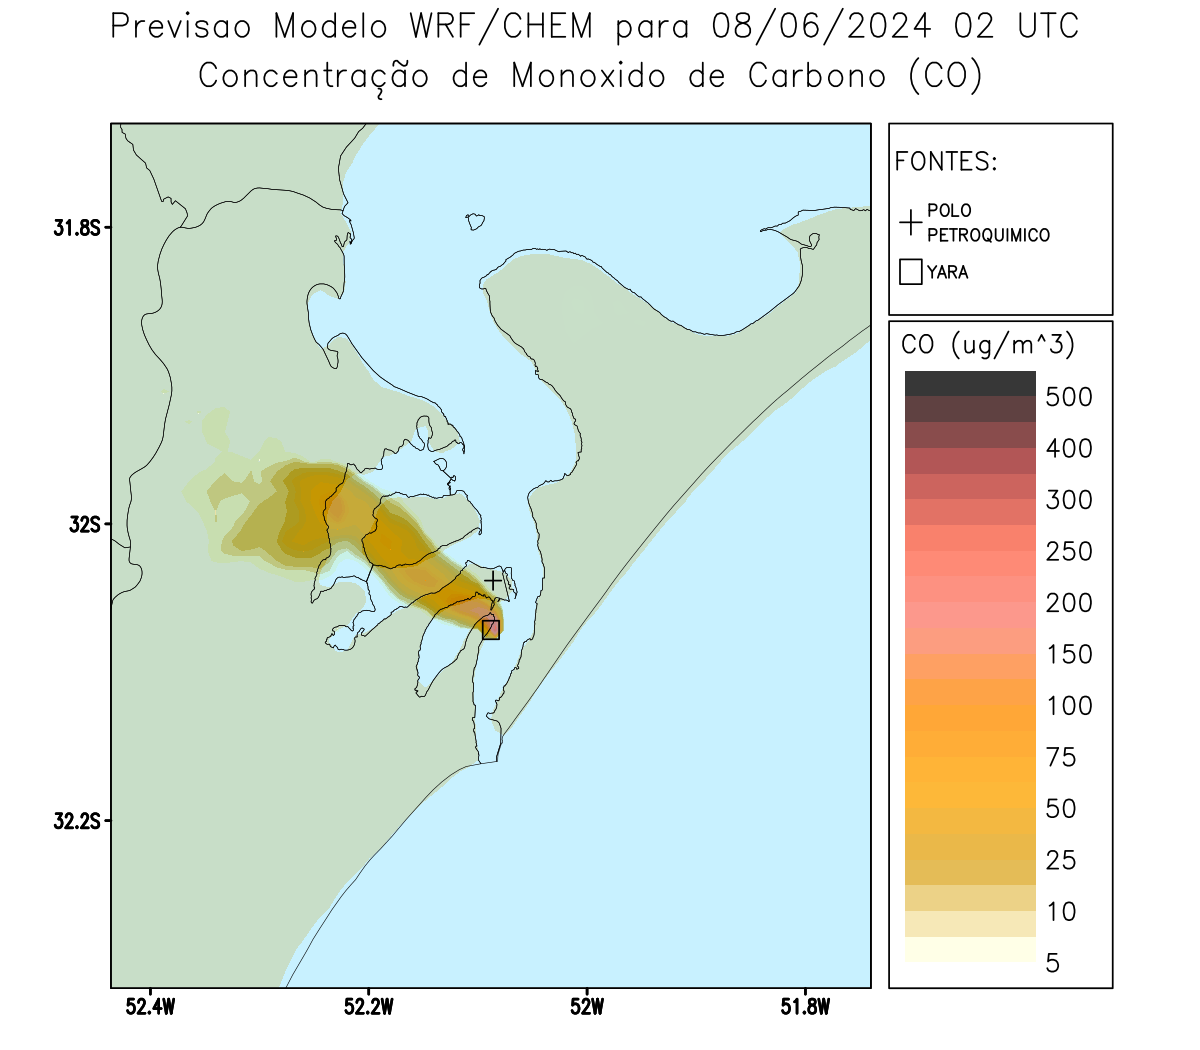 Previsao Modelo WRF/CHEM para 08/06/2024 02 UTC
Concentração de Monoxido de Carbono (CO)
FONTES:
POLO
PETROQUIMICO
YARA
CO (ug/m^3)
500
400
300
250
200
150
100
75
50
25
10
5
31.8S
32S
32.2S
52.4W
52.2W
52W
51.8W